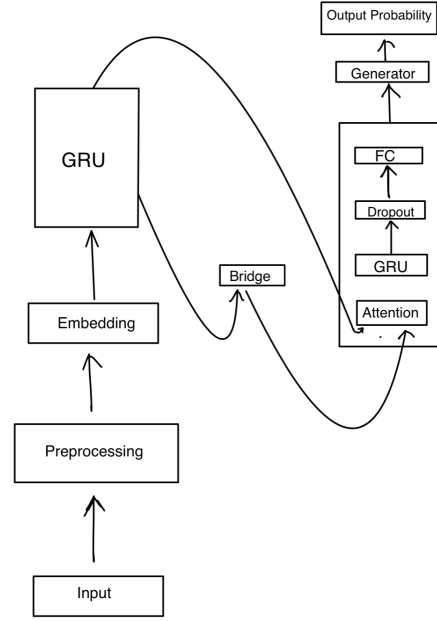 Output Probability
Generator
FC
Dropout
GRU
Attention
GRU
Bridge
Embedding
Preprocessing
Input